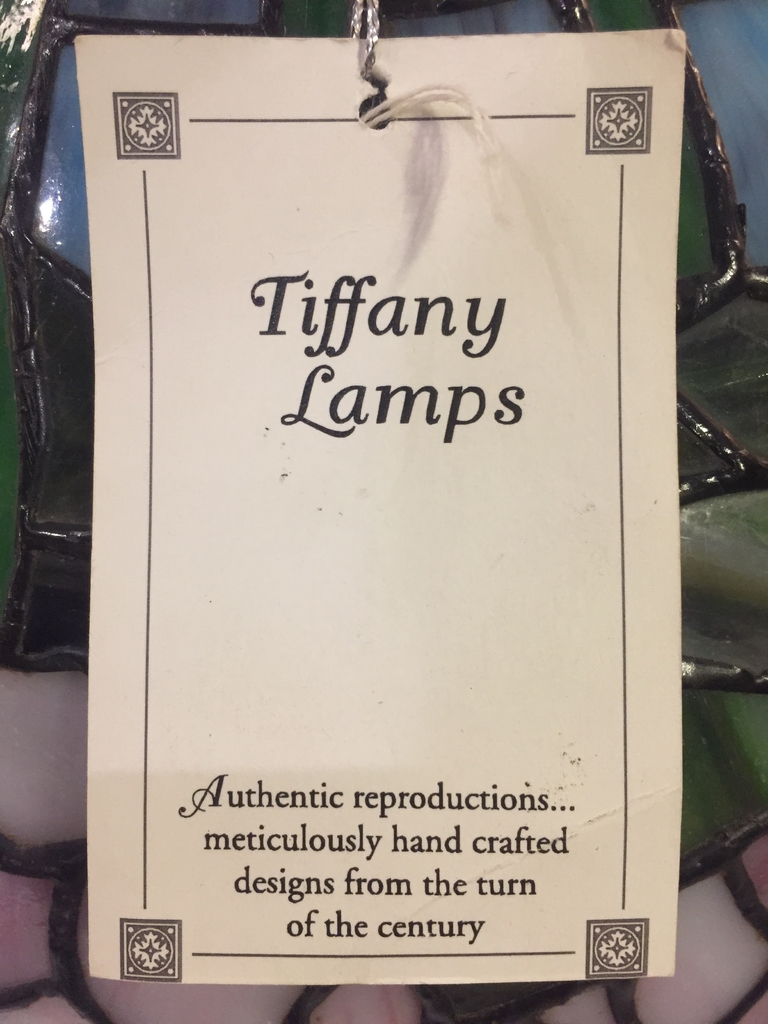 Tiffany
Lamps
Authentic reproductions...
meticulously hand crafted
designs from the turn
of the century